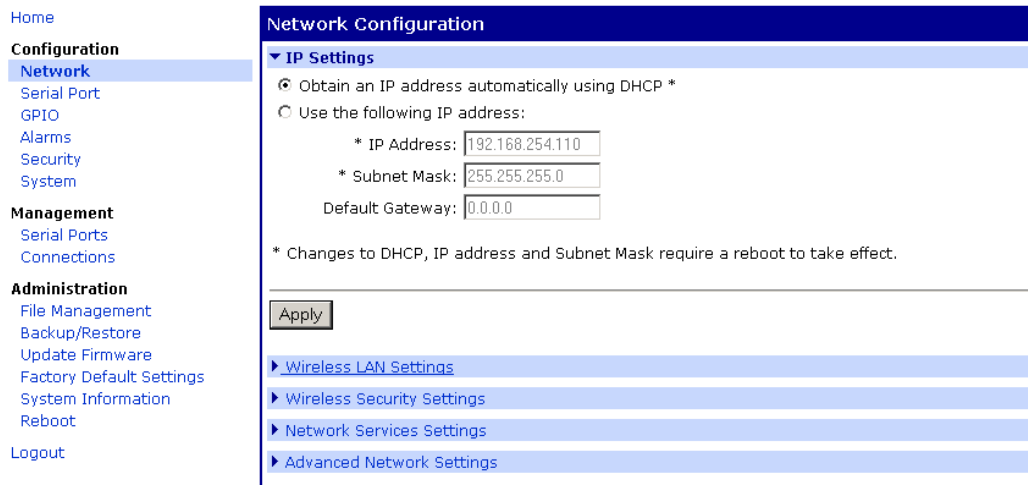 Home
Configuration
Network
Serial Port
GPIO
Alarms
Security
System
Management
Serial Ports
Connections
Administration
File Management
Backup/Restore
Update Firmware
Factory Default Settings
System Information
Reboot
Logout
Network Configuration
IP Settings
Obtain an IP address automatically using DHCP *
Use the following IP address:
* IP Address: 192.168.254.110
* Subnet Mask: 255.255.255.0
Default Gateway: 0.0.0.0
* Changes to DHCP, IP address and Subnet Mask require a reboot to take effect.
Apply
Wireless LAN Settings
Wireless Security Settings
Network Services Settings
Advanced Network Settings